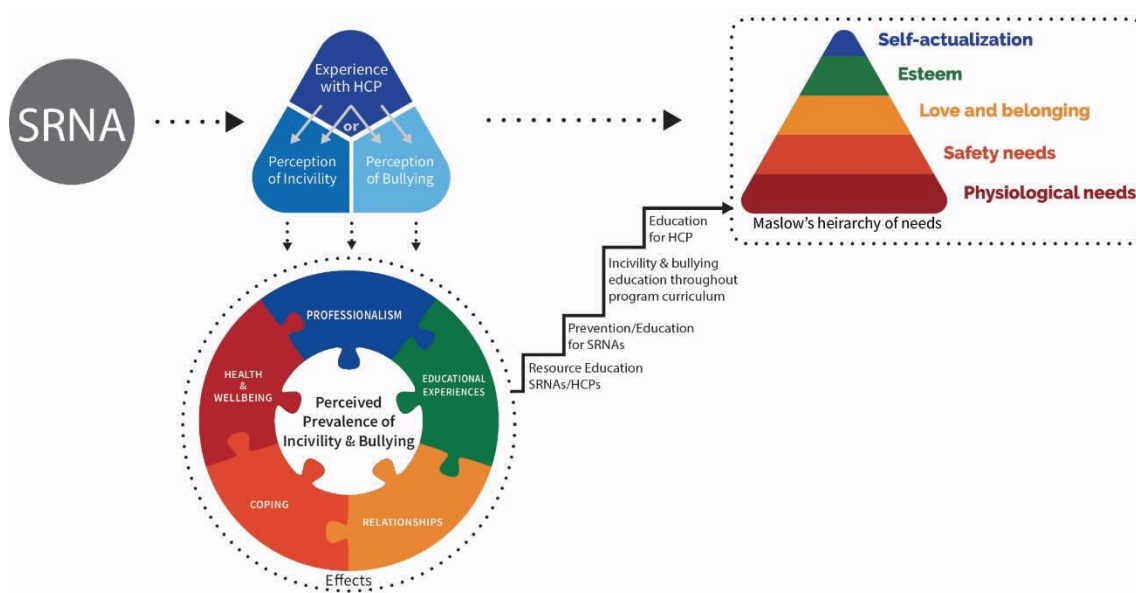 SRNA
Experience
with HCP
or
Perception
of Incivility
Perception
of Bullying
Self-actualization
Esteem
Love and belonging
Safety needs
Physiological needs
Maslow's heirarchy of needs
Education
for HCP
Incivility & bullying
education throughout
program curriculum
Prevention/Education
for SRNAs
Resource Education
SRNAs/HCPs
PROFESSIONALISM
HEALTH
&
WELLBEING
EDUCATIONAL
EXPERIENCES
Perceived
Prevalence of
Incivility & Bullying
COPING
RELATIONSHIPS
Effects